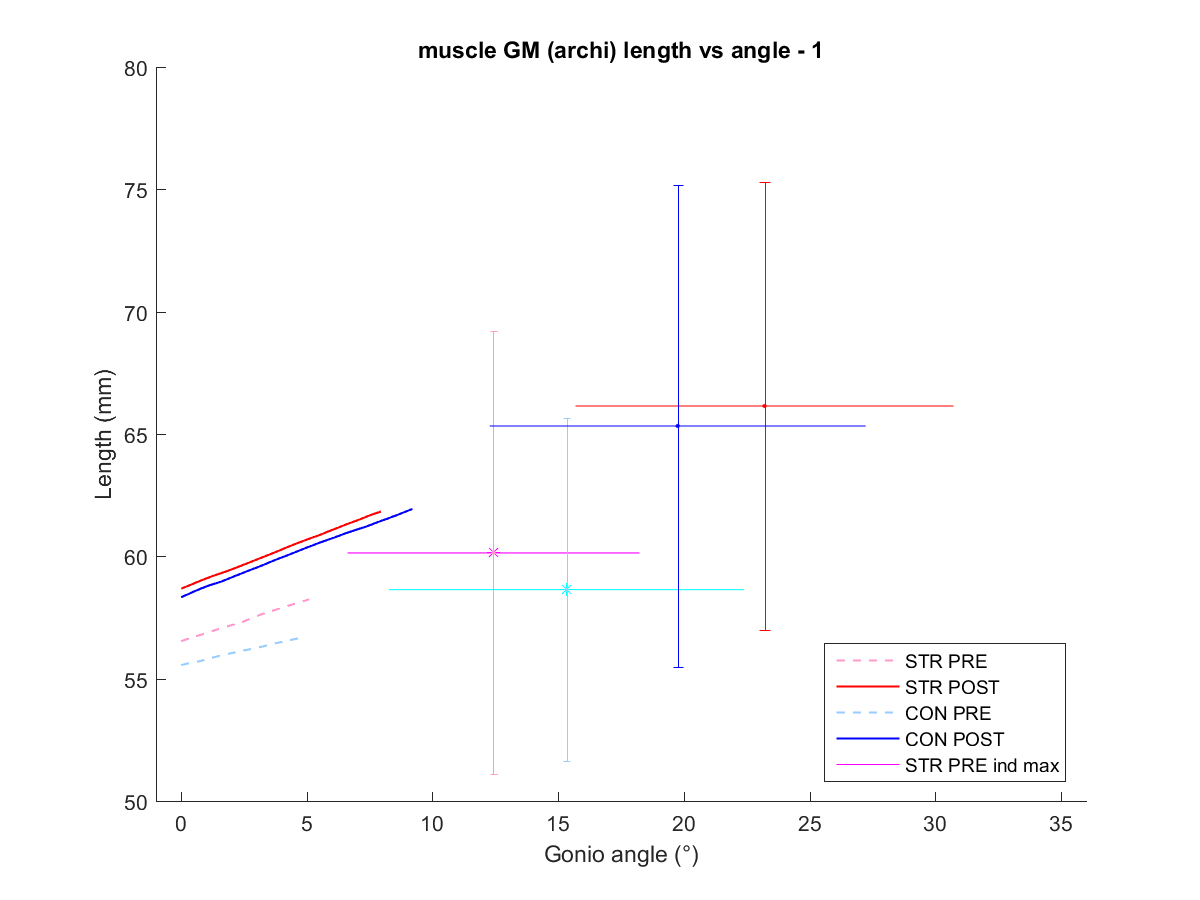 muscle GM (archi) length vs angle - 1
80
75
70
65
60
55
50
Length (mm)
0 5 10 15 20 25 30 35
Gonio angle (°)
STR PRE
STR POST
CON PRE
CON POST
STR PRE ind max